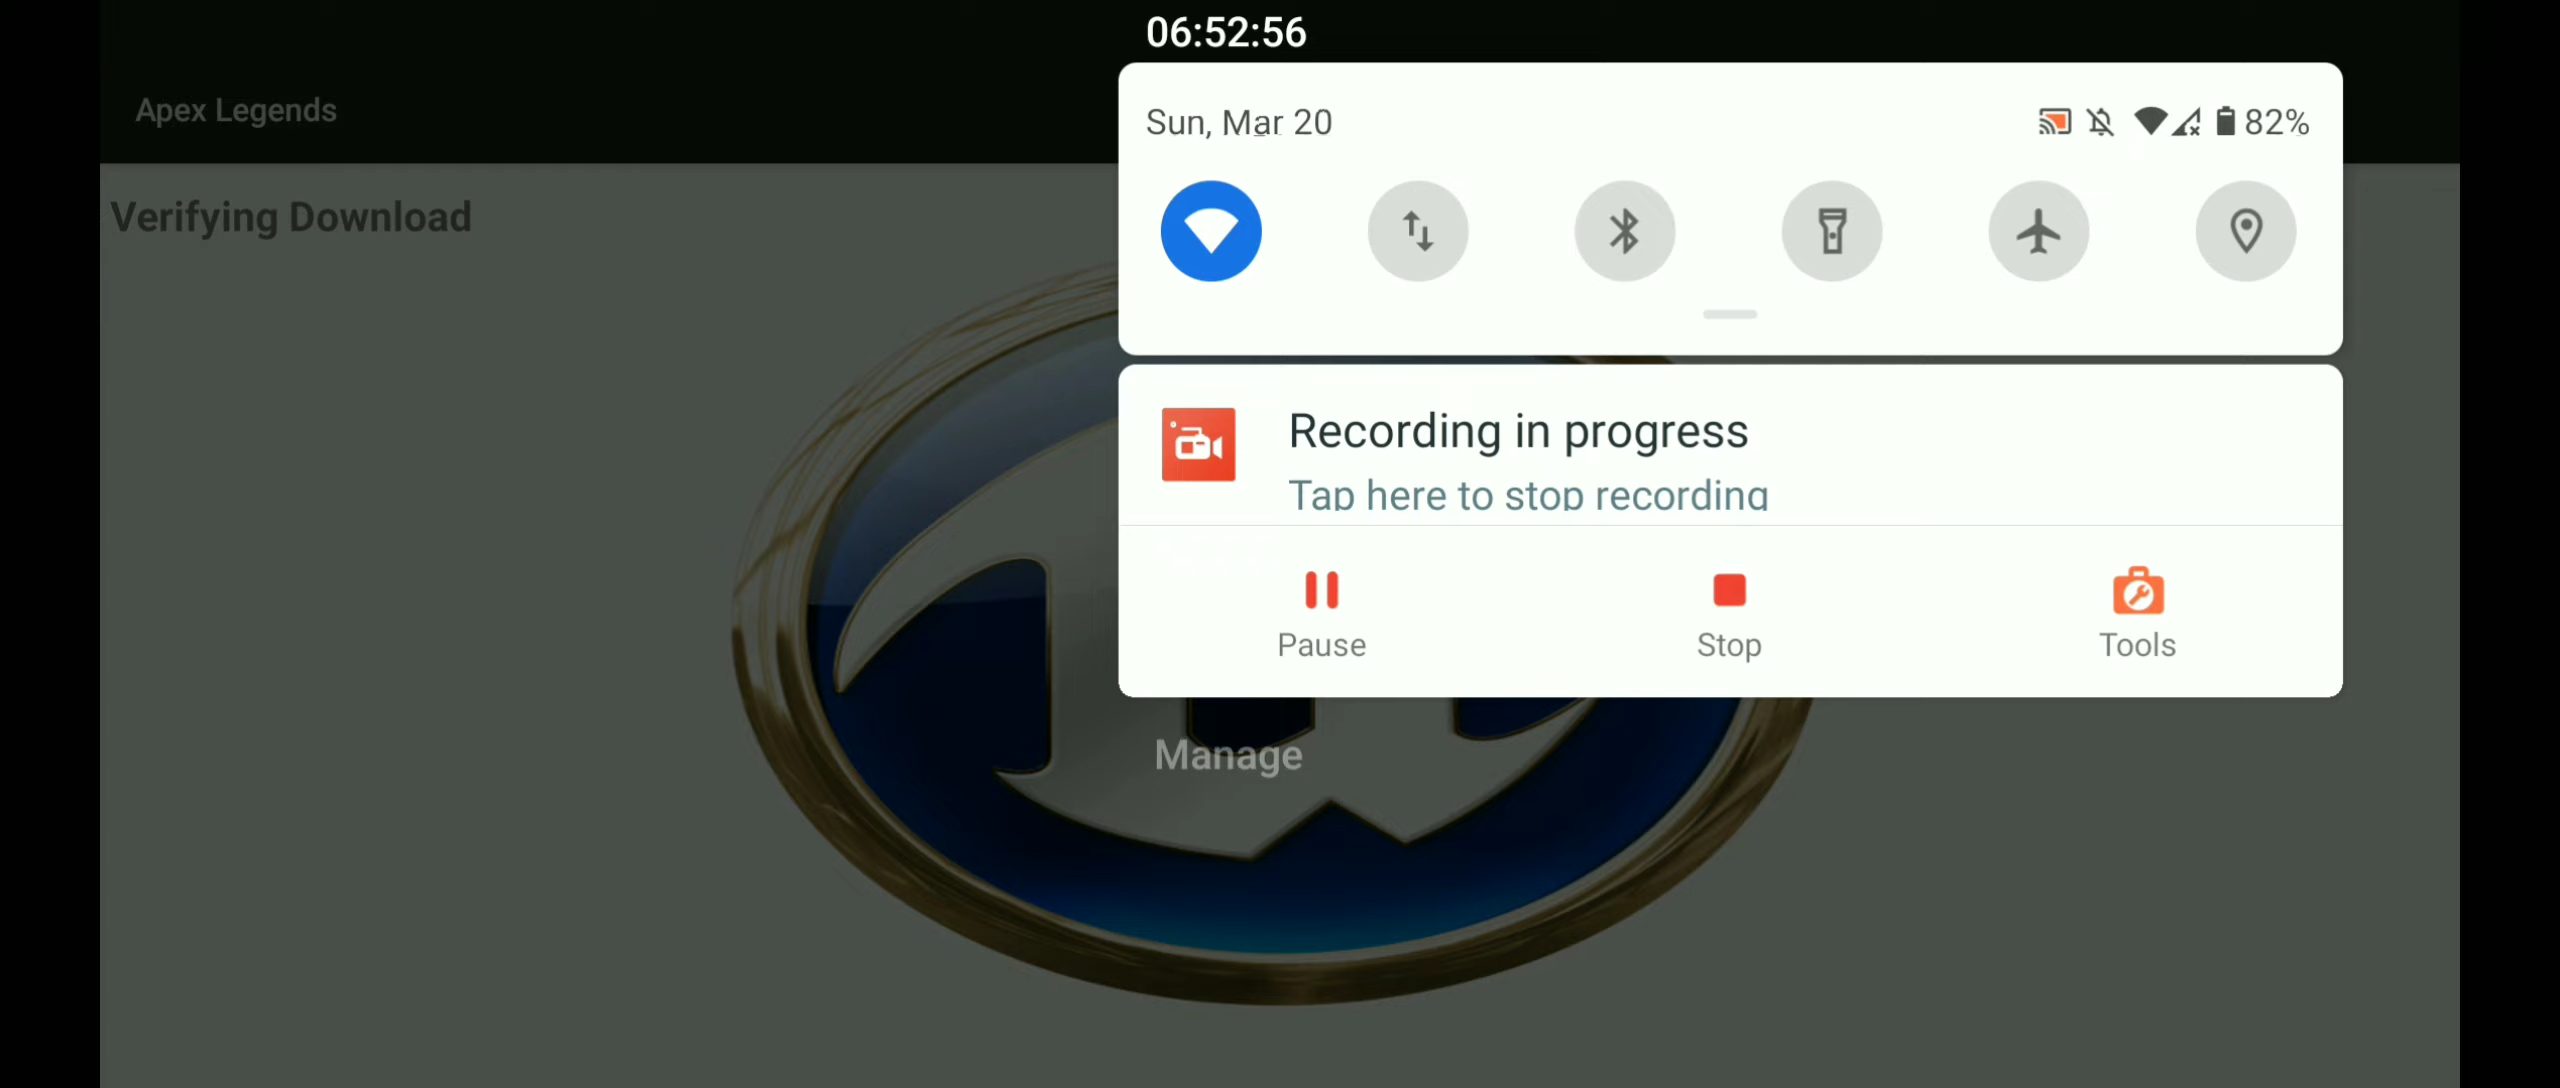 06:52:56
Apex Legends
Sun, Mar 20
82%
Verifying Download
Recording in progress
Tap here to stop recording
Pause
Stop
Tools
Manage